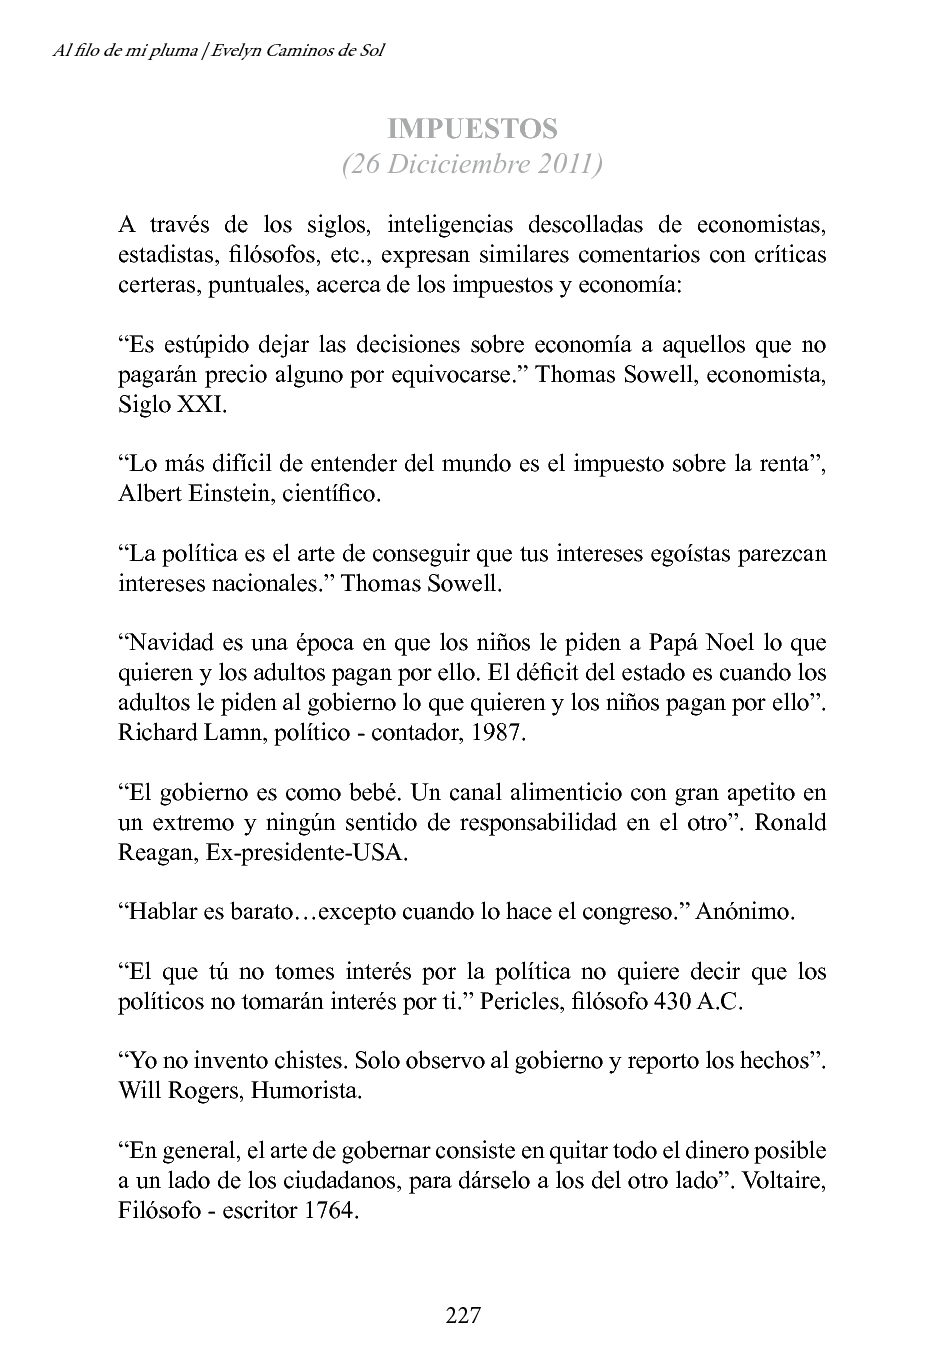 Al filo de mi pluma | Evelyn Caminos de Sol
IMPUESTOS
(26 Diciciembre 2011)
A través de los siglos, inteligencias descolladas de economistas,
estadistas, filósofos, etc., expresan similares comentarios con críticas
certeras, puntuales, acerca de los impuestos y economía:
“Es estúpido dejar las decisiones sobre economía a aquellos que no
pagarán precio alguno por equivocarse.” Thomas Sowell, economista,
Siglo XXI.
“Lo más difícil de entender del mundo es el impuesto sobre la renta”,
Albert Einstein, científico.
“La política es el arte de conseguir que tus intereses egoístas parezcan
intereses nacionales.” Thomas Sowell.
“Navidad es una época en que los niños le piden a Papá Noel lo que
quieren y los adultos pagan por ello. El déficit del estado es cuando los
adultos le piden al gobierno lo que quieren y los niños pagan por ello”.
Richard Lamn, político - contador, 1987.
“El gobierno es como bebé. Un canal alimenticio con gran apetito en
un extremo y ningún sentido de responsabilidad en el otro”. Ronald
Reagan, Ex-presidente-USA.
“Hablar es barato…excepto cuando lo hace el congreso.” Anónimo.
“El que tú no tomes interés por la política no quiere decir que los
políticos no tomarán interés por ti.” Pericles, filósofo 430 A.C.
“Yo no invento chistes. Solo observo al gobierno y reporto los hechos”.
Will Rogers, Humorista.
“En general, el arte de gobernar consiste en quitar todo el dinero posible
a un lado de los ciudadanos, para dárselo a los del otro lado”. Voltaire,
Filósofo - escritor 1764.
227